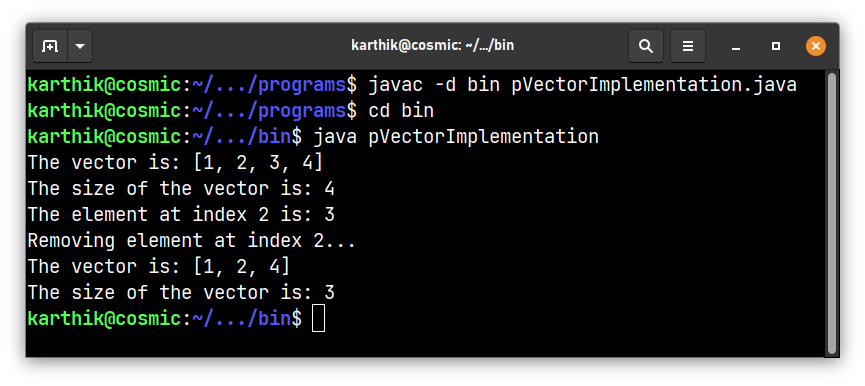 karthik@cosmic: ~/.../bin
karthik@cosmic:~/.../programs$ javac -d bin pVectorImplementation.java
karthik@cosmic:~/.../programs$ cd bin
karthik@cosmic:~/.../bin$ java pVectorImplementation
The vector is: [1, 2, 3, 4]
The size of the vector is: 4
The element at index 2 is: 3
Removing element at index 2...
The vector is: [1, 2, 4]
The size of the vector is: 3
karthik@cosmic:~/.../bin$